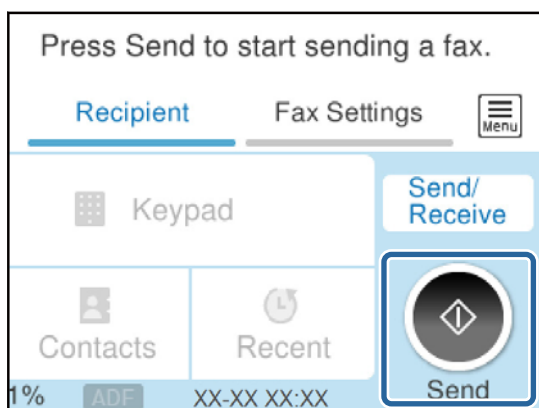 Press Send to start sending a fax.
Recipient Fax Settings Menu
Keypad
Send/
Receive
Contacts Recent
Send
1% ADF XX-XX XX:XX